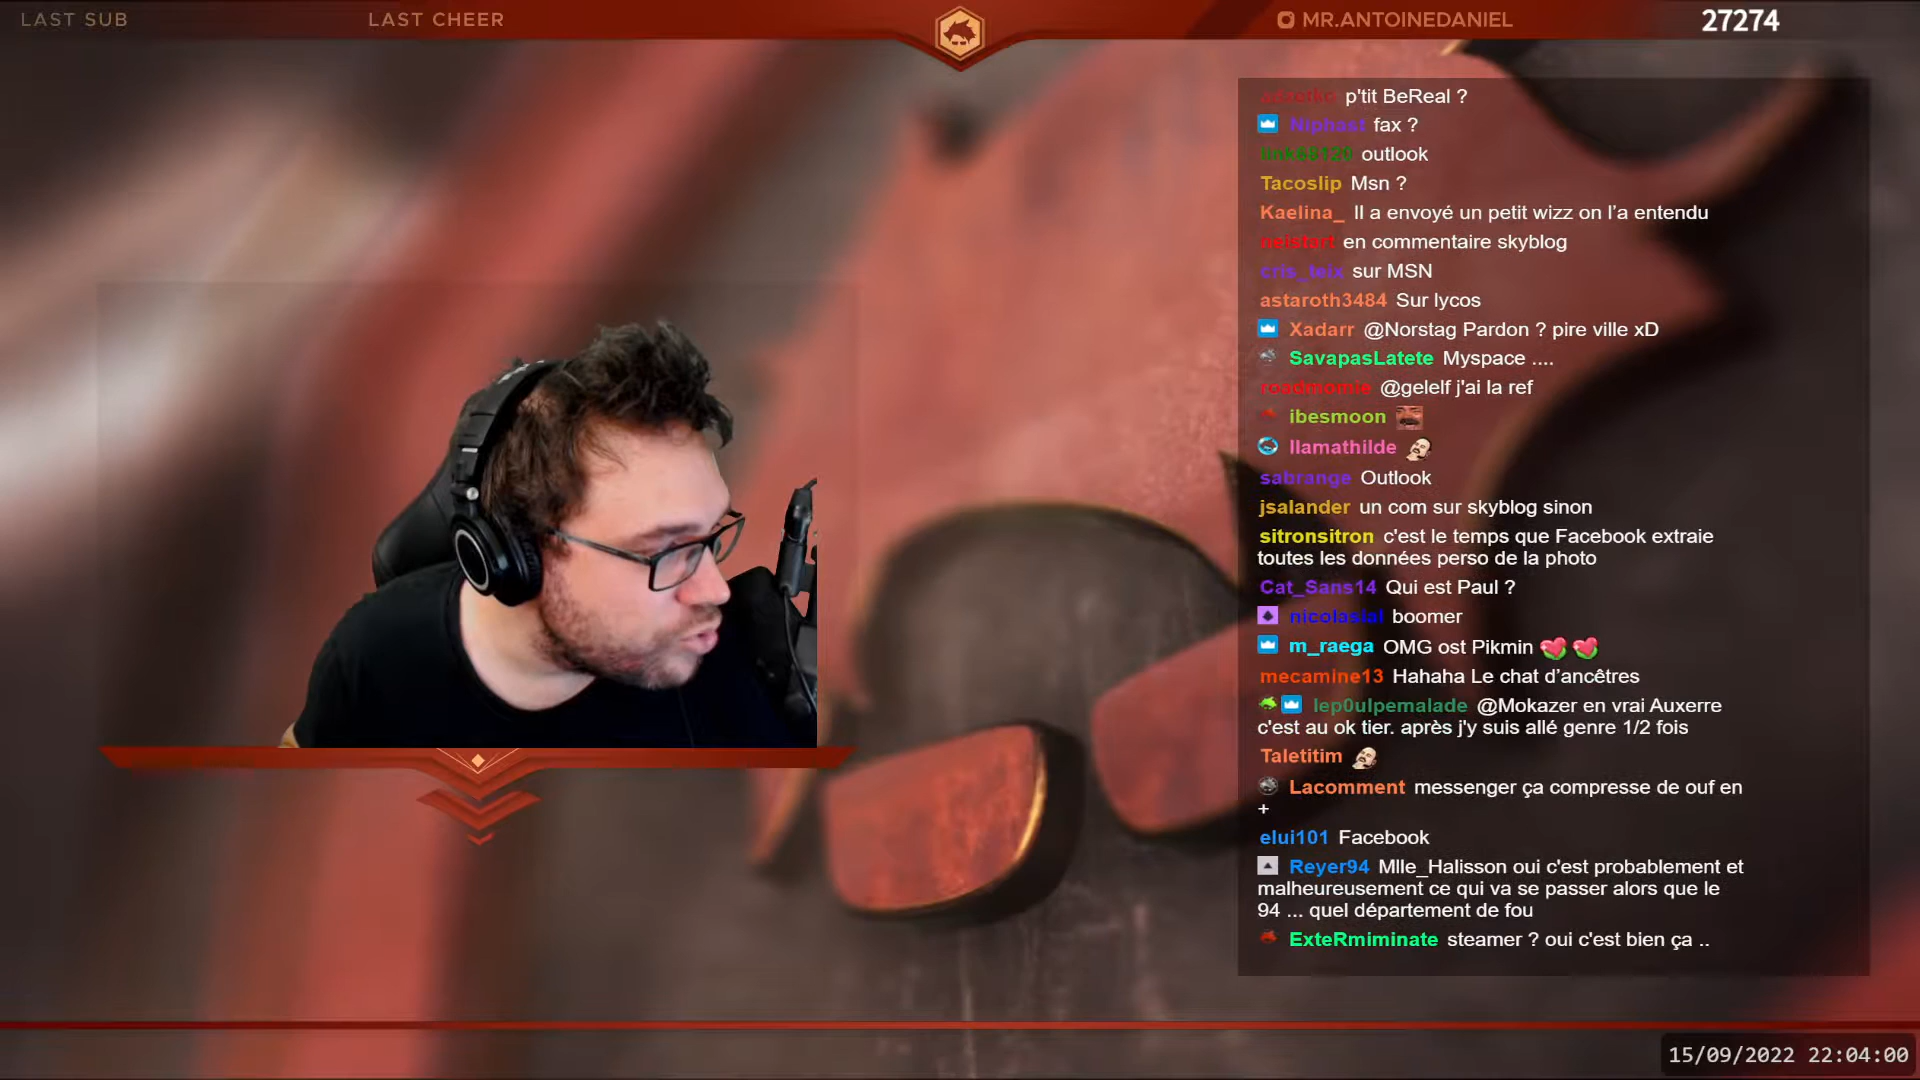 LAST SUB
LAST CHEER
MR.ANTOINEDANIEL
27274
p'tit BeReal ?
Niphast fax ?
link68120 outlook
Tacoslip Msn ?
Kaelina_ Il a envoyé un petit wizz on l'a entendu
nelstart en commentaire skyblog
cris_teix sur MSN
astaroth3484 Sur lycos
Xadarr @Norstag Pardon ? pire ville xD
SavapasLatete Myspace ....
roadmomie @gelelf j'ai la ref
ibesmoon
llamathilde
sabrange Outlook
jsalander un com sur skyblog sinon
sitronsitron c'est le temps que Facebook extraie
toutes les données perso de la photo
Cat_Sans14 Qui est Paul ?
boomer
m_raega OMG ost Pikmin
mecamine13 Hahaha Le chat d'ancêtres
lep0ulpemalade @Mokazer en vrai Auxerre
c'est au ok tier. après j'y suis allé genre 1/2 fois
Taletitim
Lacomment messenger ça compresse de ouf en
+
elui101 Facebook
Reyer94 Mlle_Halisson oui c'est probablement et
malheureusement ce qui va se passer alors que le
94 ... quel département de fou
ExteRmiminate steamer ? oui c'est bien ça ..
15/09/2022 22:04:00